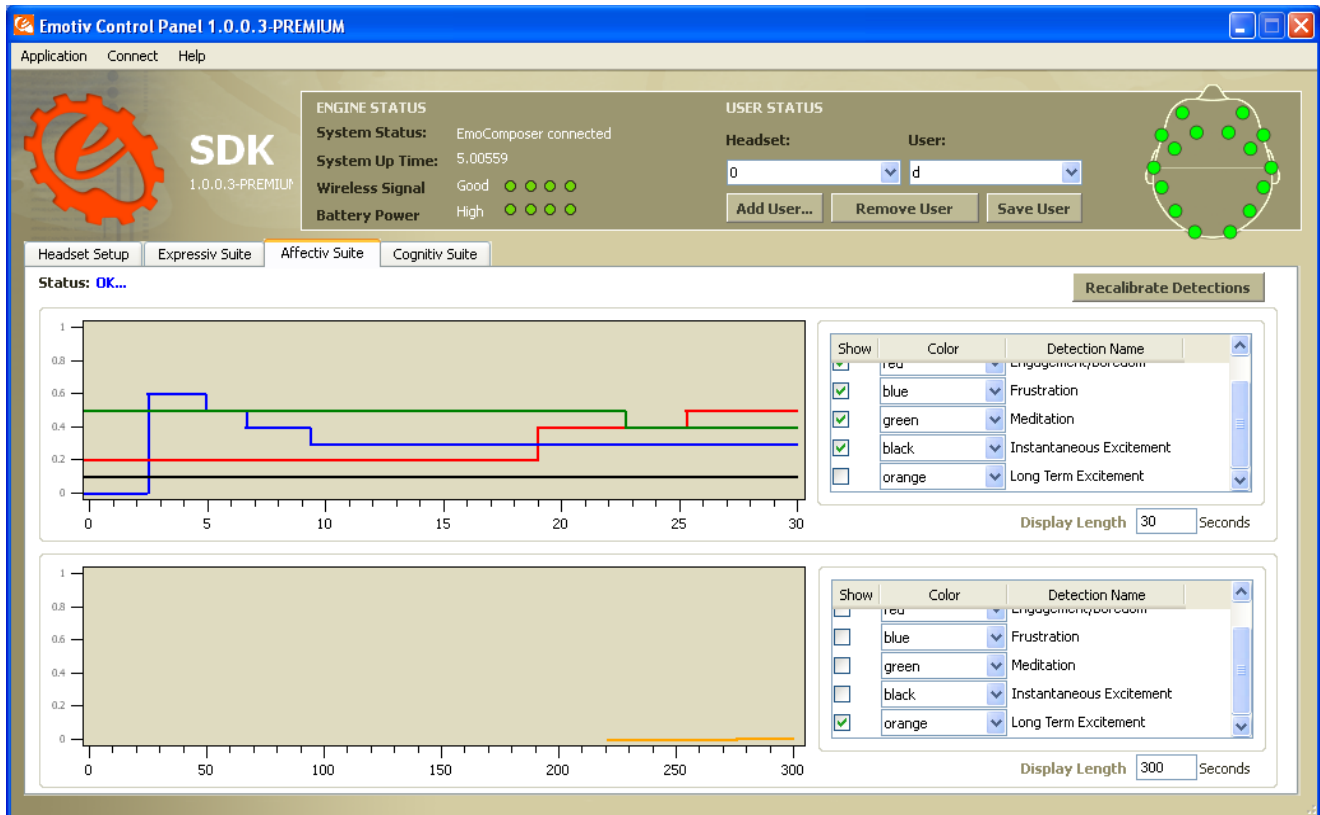 Emotiv Control Panel 1.0.0.3-PREMIUM
Application Connect Help
SDK
1.0.0.3-PREMIUM
ENGINE STATUS
System Status: EmoComposer connected
System Up Time: 5.00559
Wireless Signal Good
Battery Power High
USER STATUS
Headset: User:
0 d
Add User... Remove User Save User
Headset Setup Expressiv Suite Affectiv Suite Cognitiv Suite
Status: OK...
Recalibrate Detections
1
0.8
0.6
0.4
0.2
0
0 5 10 15 20 25 30
Show Color Detection Name
red Engagement/Boredom
blue Frustration
green Meditation
black Instantaneous Excitement
orange Long Term Excitement
Display Length 30 Seconds
1
0.8
0.6
0.4
0.2
0
0 50 100 150 200 250 300
Show Color Detection Name
red Engagement/Boredom
blue Frustration
green Meditation
black Instantaneous Excitement
orange Long Term Excitement
Display Length 300 Seconds